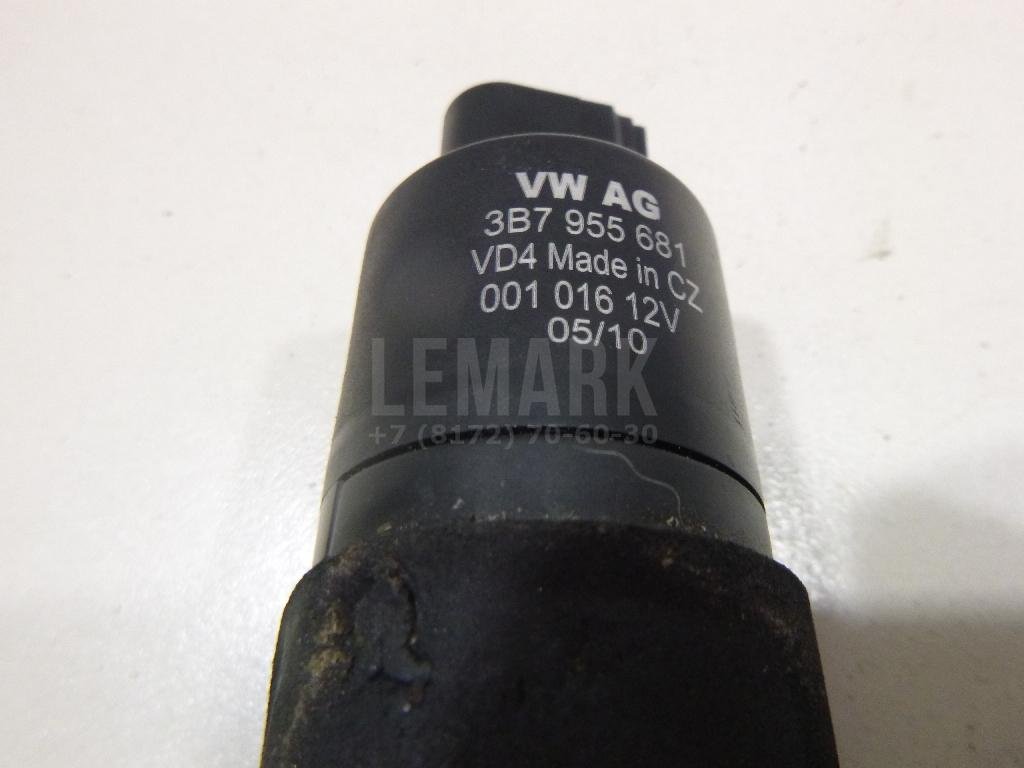 VW AG
3B7 955 681
VD4 Made in CZ
001 016 12V
05/10
LEMARK
+7 (8172) 70-60-30